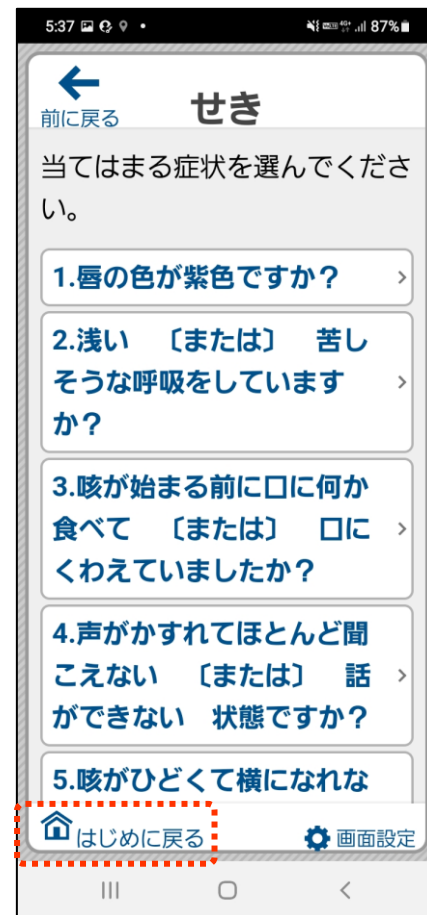 5:37 87%
前に戻る
せき
当てはまる症状を選んでくださ
い。
1.唇の色が紫色ですか？
2.浅い　〔または〕　苦し
そうな呼吸をしています
か？
3.咳が始まる前に口に何か
食べて　〔または〕　口に
くわえていましたか？
4.声がかすれてほとんど聞
こえない　〔または〕　話
ができない　状態ですか？
5.咳がひどくて横になれな
はじめに戻る 画面設定